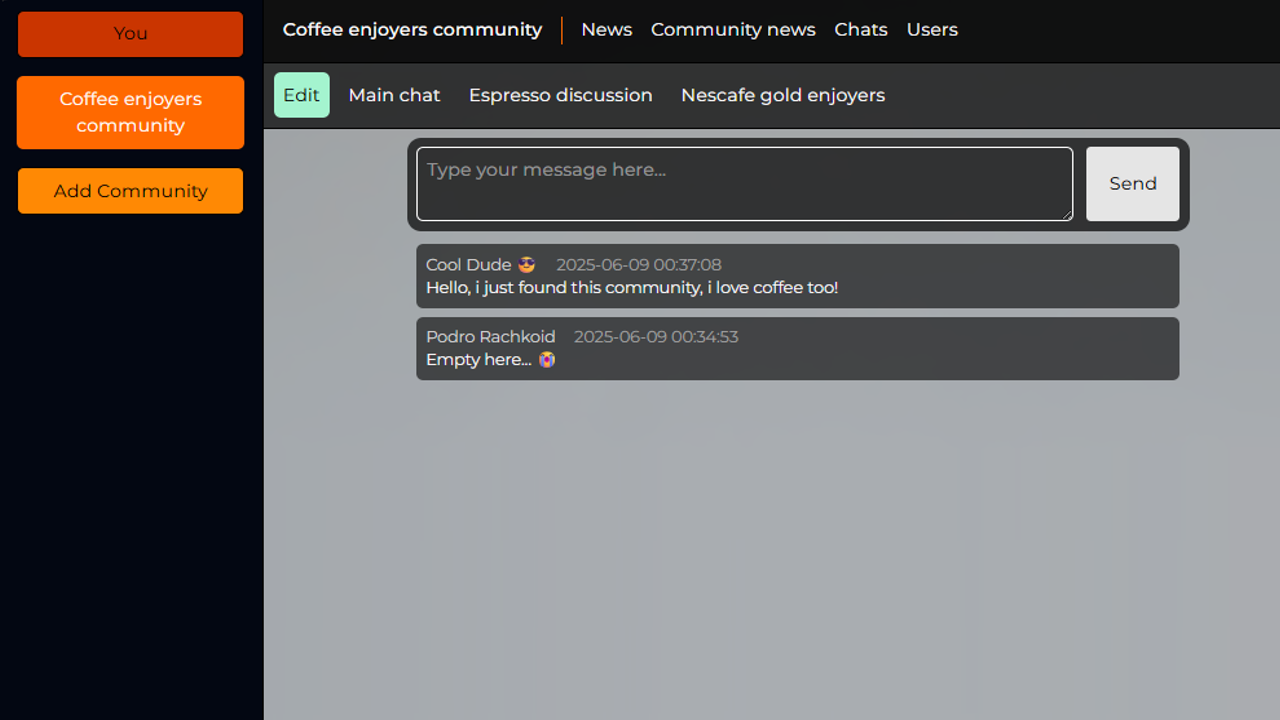 You
Coffee enjoyers
community
Add Community
Coffee enjoyers community | News Community news Chats Users
Edit Main chat Espresso discussion Nescafe gold enjoyers
Type your message here...
Send
Cool Dude 😎 2025-06-09 00:37:08
Hello, i just found this community, i love coffee too!
Podro Rachkoid 2025-06-09 00:34:53
Empty here... 😭